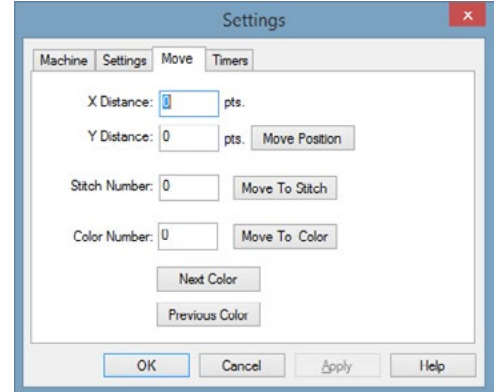 Settings
x
Machine Settings Move Timers
X Distance: 0 pts.
Y Distance: 0 pts. Move Position
Stitch Number: 0 Move To Stitch
Color Number: 0 Move To Color
Next Color
Previous Color
OK Cancel Apply Help